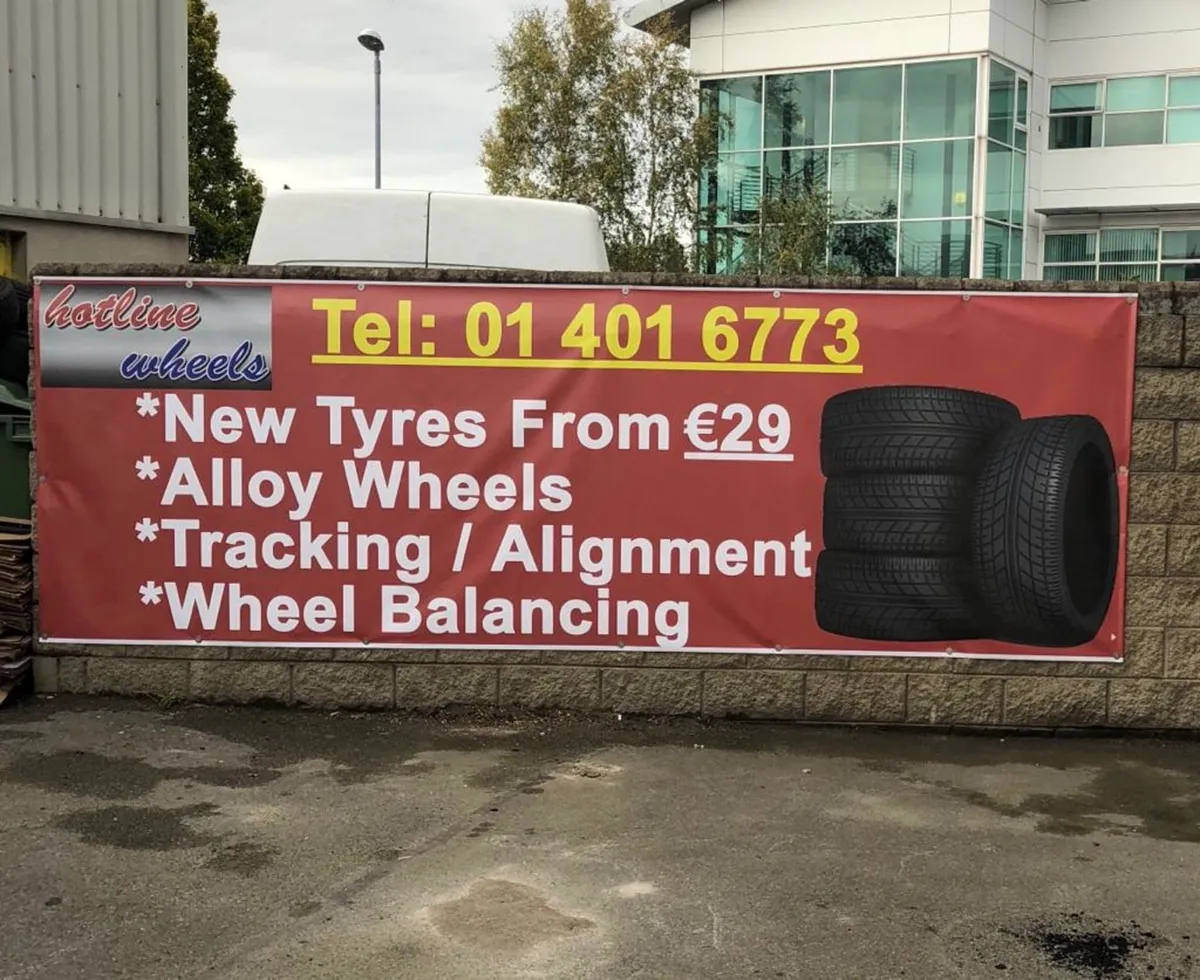 hotline
wheels
Tel: 01 401 6773
*New Tyres From €29
*Alloy Wheels
*Tracking / Alignment
*Wheel Balancing